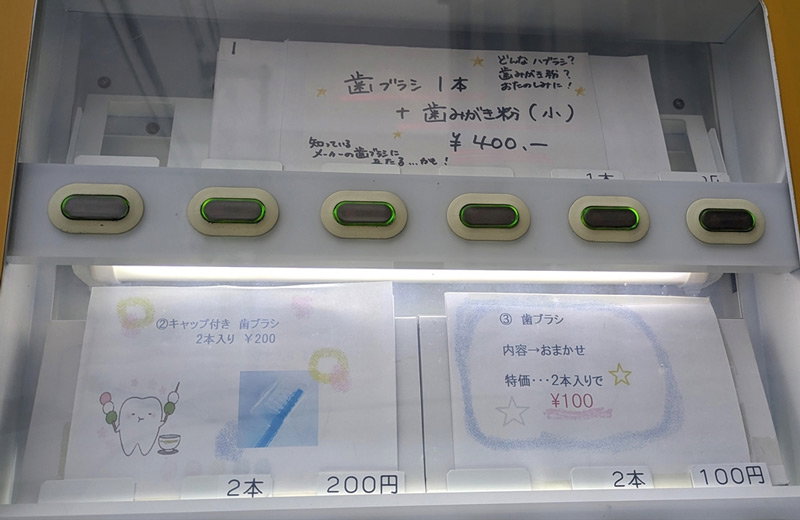 1
歯ブラシ 1本
+ 歯みがき粉(小)
¥400.—
どんなハブラシ?
歯みがき粉?
おたのしみに!
知っている
メーカーの歯ブラシに
当たる…かも!
1本
②キャップ付き 歯ブラシ
2本入り ¥200
2本
200円
③ 歯ブラシ
内容→おまかせ
特価・・・2本入りで
¥100
2本
100円